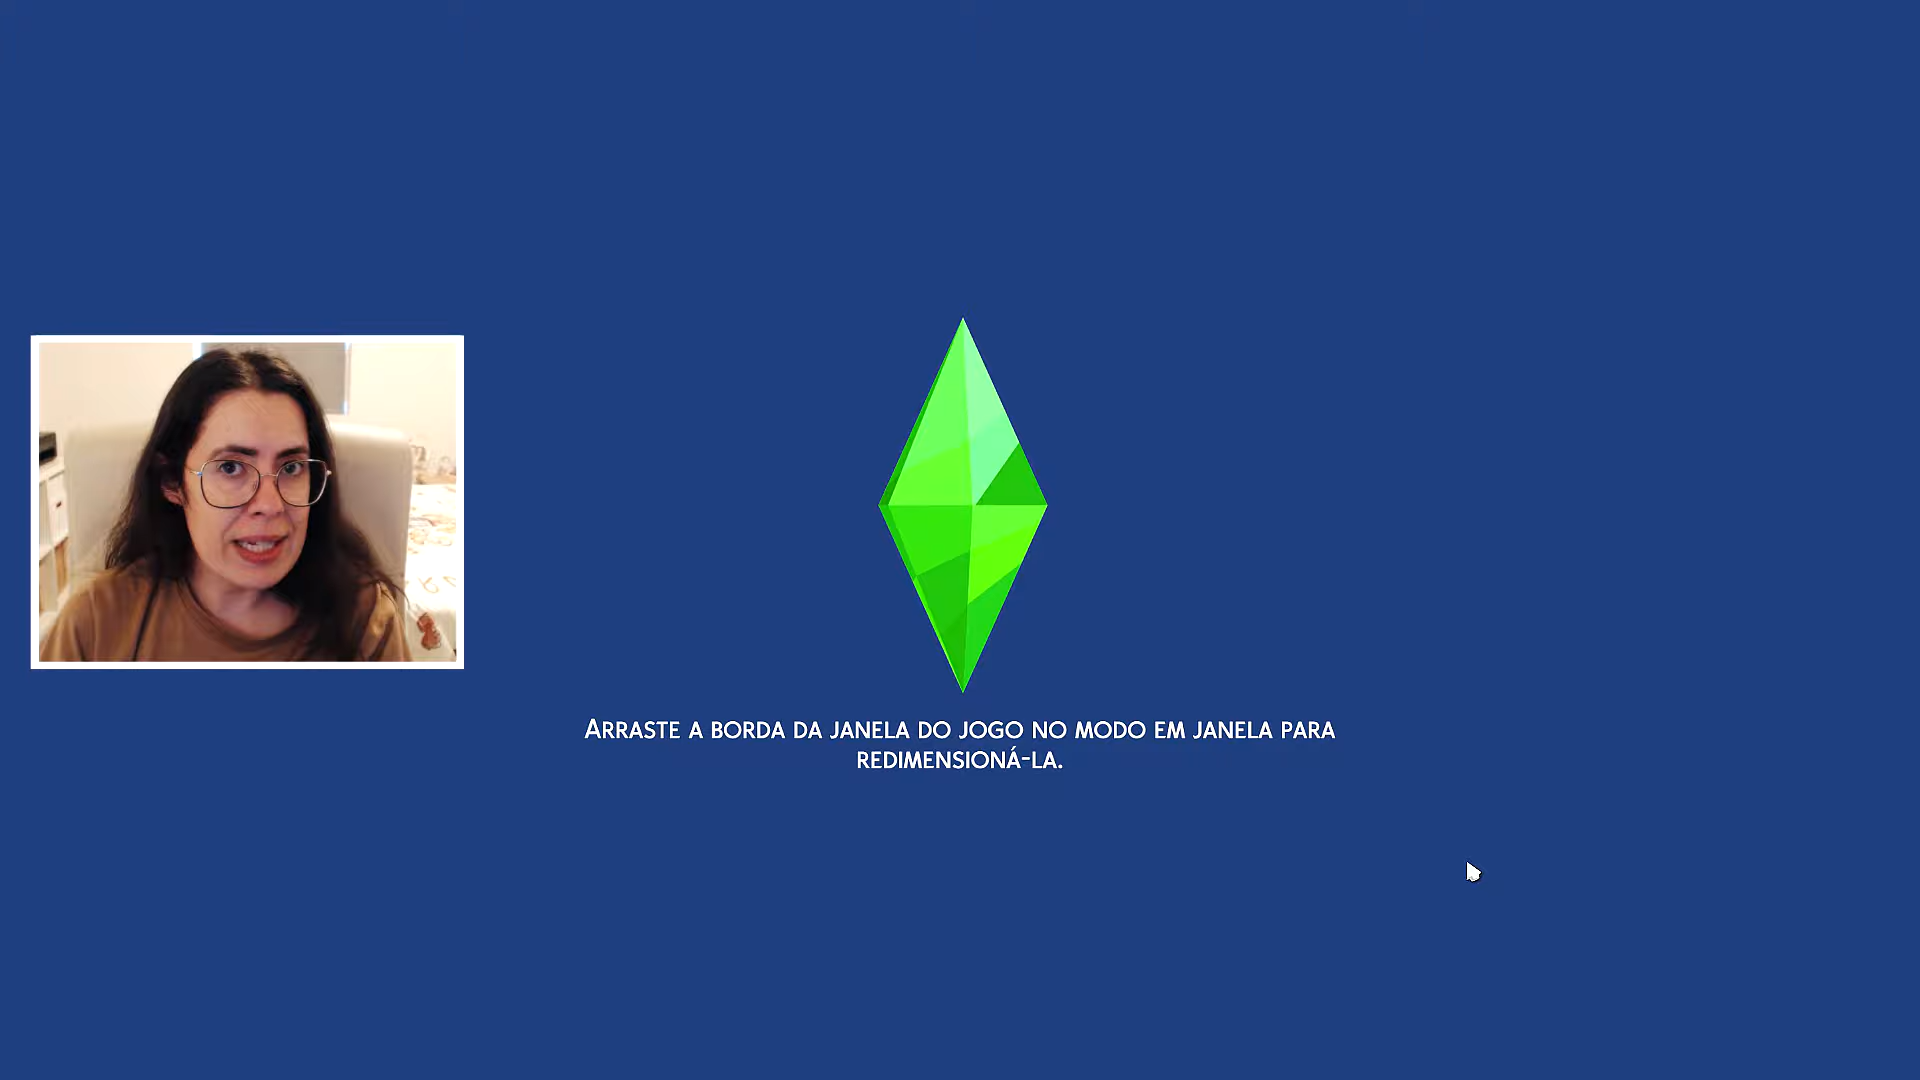 Arraste a borda da janela do jogo no modo em janela para
redimensioná-la.